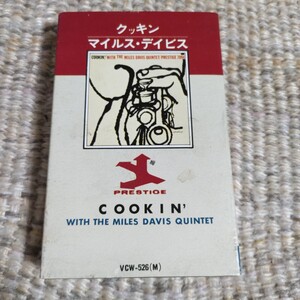 クッキン
マイルス・デイビス
COOKIN' WITH THE MILES DAVIS QUINTET PRESTIGE 7094
PRESTIGE
COOKIN'
WITH THE MILES DAVIS QUINTET
VCW-526(M)